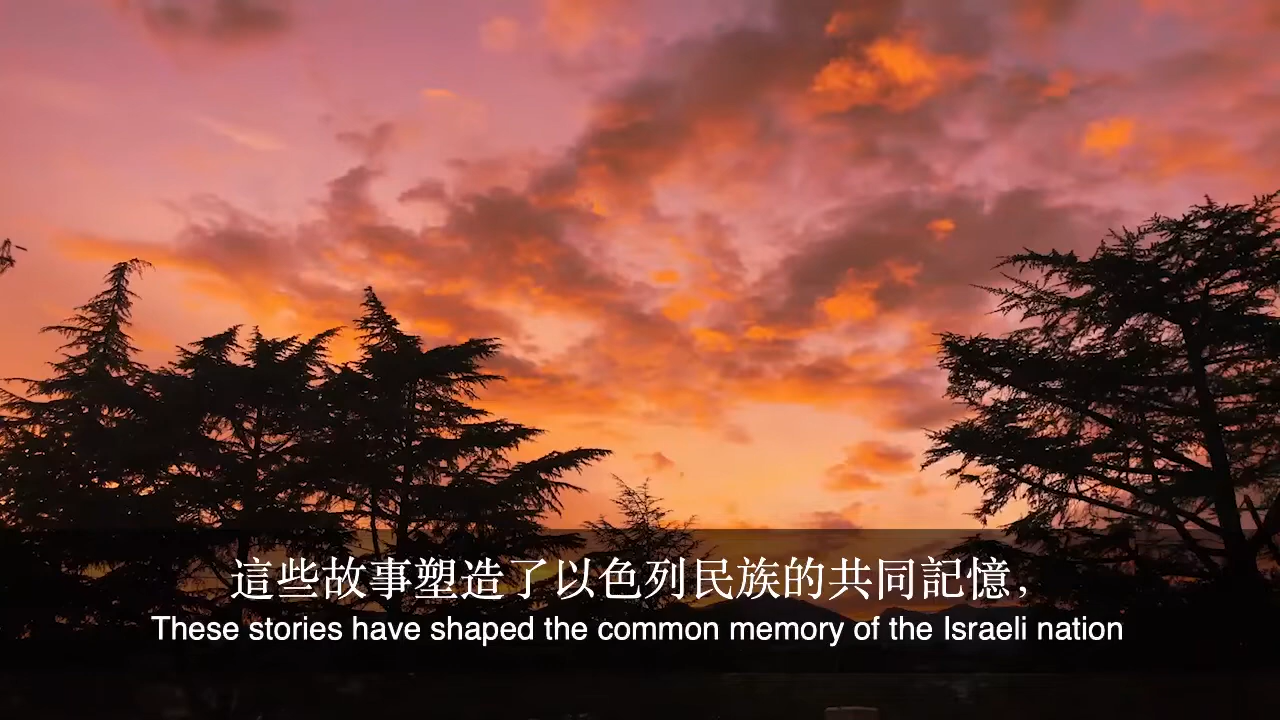 這些故事塑造了以色列民族的共同記憶，
These stories have shaped the common memory of the Israeli nation